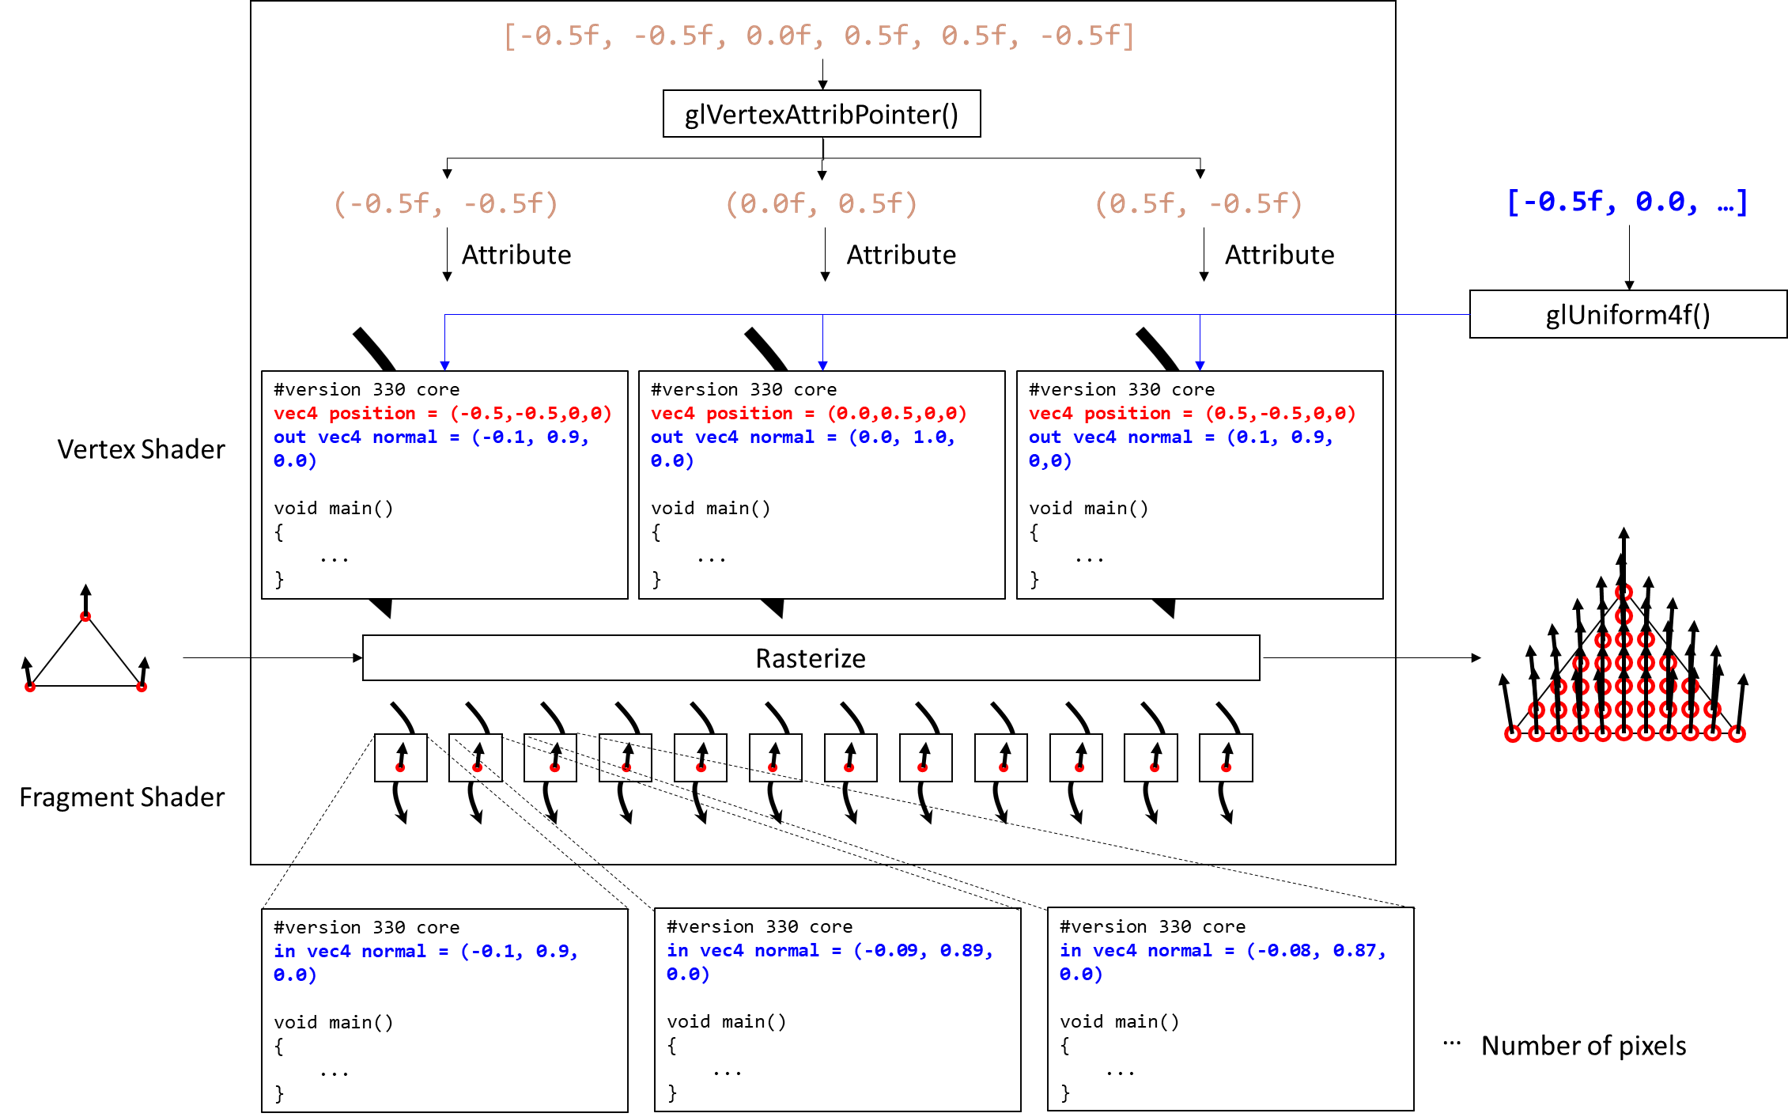 [-0.5f, -0.5f, 0.0f, 0.5f, 0.5f, -0.5f]
glVertexAttribPointer()
(-0.5f, -0.5f)
(0.0f, 0.5f)
(0.5f, -0.5f)
[-0.5f, 0.0, …]
Attribute
Attribute
Attribute
glUniform4f()
Vertex Shader
#version 330 core
vec4 position = (-0.5,-0.5,0,0)
out vec4 normal = (-0.1, 0.9,
0.0)
void main()
{
...
}
#version 330 core
vec4 position = (0.0,0.5,0,0)
out vec4 normal = (0.0, 1.0,
0.0)
void main()
{
...
}
#version 330 core
vec4 position = (0.5,-0.5,0,0)
out vec4 normal = (0.1, 0.9,
0,0)
void main()
{
...
}
Rasterize
Fragment Shader
#version 330 core
in vec4 normal = (-0.1, 0.9,
0.0)
void main()
{
...
}
#version 330 core
in vec4 normal = (-0.09, 0.89,
0.0)
void main()
{
...
}
#version 330 core
in vec4 normal = (-0.08, 0.87,
0.0)
void main()
{
...
}
… Number of pixels